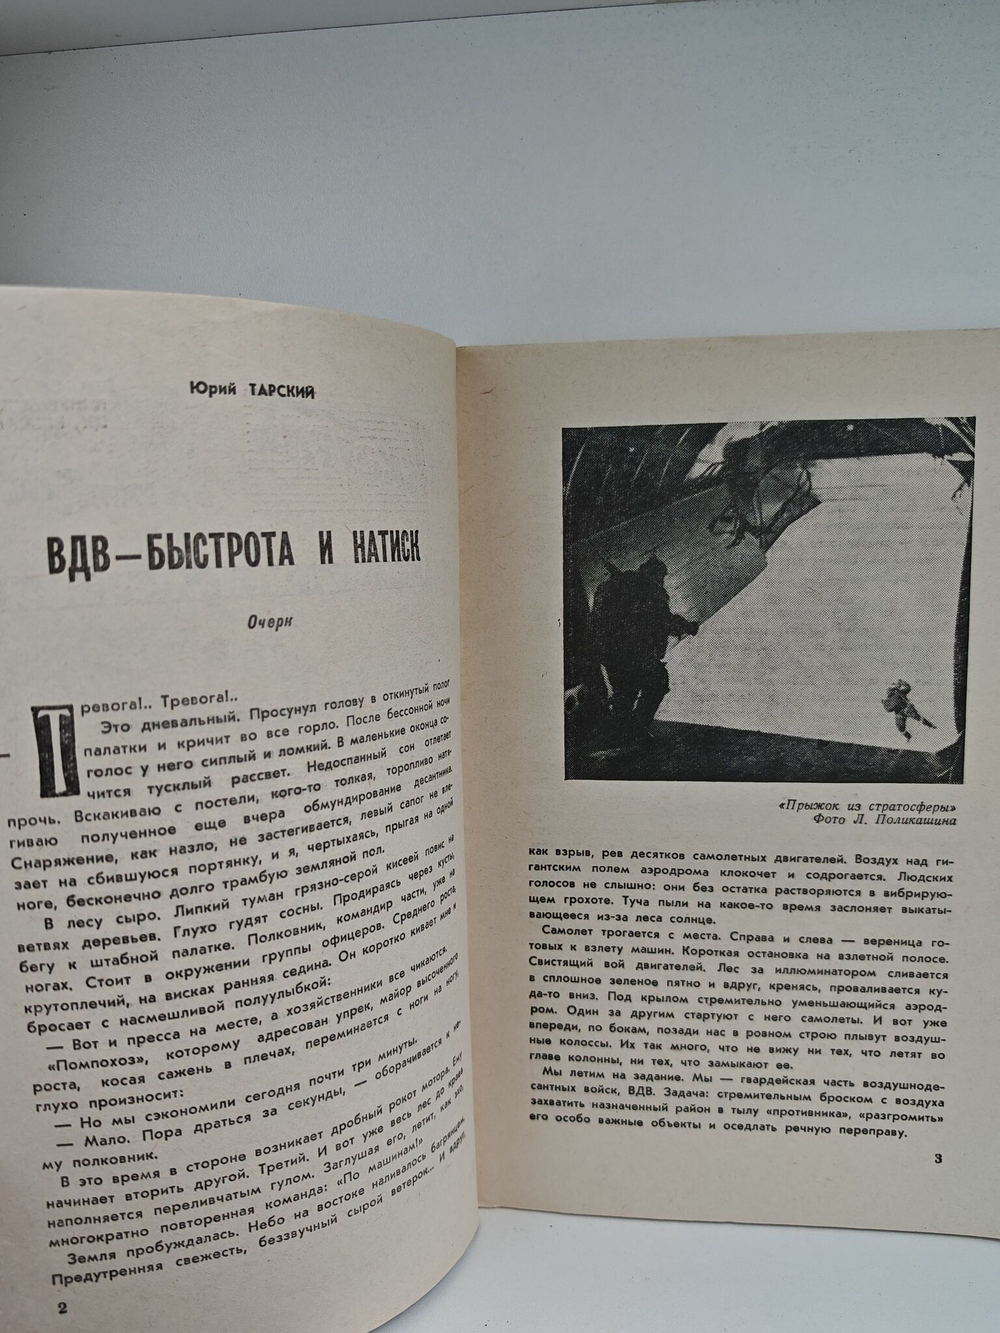 Юрий ТАРСКИЙ
ВДВ—БЫСТРОТА И НАТИСК
Очерк
Тревога!.. Тревога!..
Это дневальный. Просунул голову в откинутый полог
палатки и кричит во все горло. После бессонной ночи
голос у него сиплый и ломкий. В маленькие оконца со-
чится тусклый рассвет. Недоспанный сон отлетает
прочь. Вскакиваю с постели, кого-то толкая, торопливо натя-
гиваю полученное еще вчера обмундирование десантника.
Снаряжение, как назло, не застегивается, левый сапог не вле-
зает на сбившуюся портянку, и я, чертыхаясь, прыгая на одной
ноге, бесконечно долго трамбую земляной пол.
В лесу сыро. Липкий туман грязно-серой кисеей повис на
ветвях деревьев. Глухо гудят сосны. Продираясь через кусты,
бегу к штабной палатке. Полковник, командир части, уже на
ногах. Стоит в окружении группы офицеров. Среднего роста,
крутоплечий, на висках ранняя седина. Он коротко кивает мне и
бросает с насмешливой полуулыбкой:
— Вот и пресса на месте, а хозяйственники все чикаются.
«Помпохоз», которому адресован упрек, майор высоченного
роста, косая сажень в плечах, переминается с ноги на ногу,
глухо произносит:
— Но мы сэкономили сегодня почти три минуты.
— Мало. Пора драться за секунды, — оборачивается к не-
му полковник.
В это время в стороне возникает дробный рокот мотора. Ему
начинает вторить другой. Третий. И вот уже весь лес до краев
наполняется переливчатым гулом. Заглушая его, летит, как эхо,
многократно повторенная команда: «По машинам!»
Земля пробуждалась. Небо на востоке наливалось багрянцем.
Предутренняя свежесть, беззвучный сырой ветерок... И вдруг,
2
«Прыжок из стратосферы»
Фото Л. Поликашина
как взрыв, рев десятков самолетных двигателей. Воздух над ги-
гантским полем аэродрома клокочет и содрогается. Людских
голосов не слышно: они без остатка растворяются в вибрирую-
щем грохоте. Туча пыли на какое-то время заслоняет выкаты-
вающееся из-за леса солнце.
Самолет трогается с места. Справа и слева — вереница го-
товых к взлету машин. Короткая остановка на взлетной полосе.
Свистящий вой двигателей. Лес за иллюминатором сливается
в сплошное зеленое пятно и вдруг, кренясь, проваливается ку-
да-то вниз. Под крылом стремительно уменьшающийся аэрод-
ром. Один за другим стартуют с него самолеты. И вот уже
впереди, по бокам, позади нас в ровном строю плывут воздуш-
ные колоссы. Их так много, что не вижу ни тех, что летят во
главе колонны, ни тех, что замыкают ее.
Мы летим на задание. Мы — гвардейская часть воздушноде-
сантных войск, ВДВ. Задача: стремительным броском с воздуха
захватить назначенный район в тылу «противника», «разгромить»
его особо важные объекты и оседлать речную переправу.
3